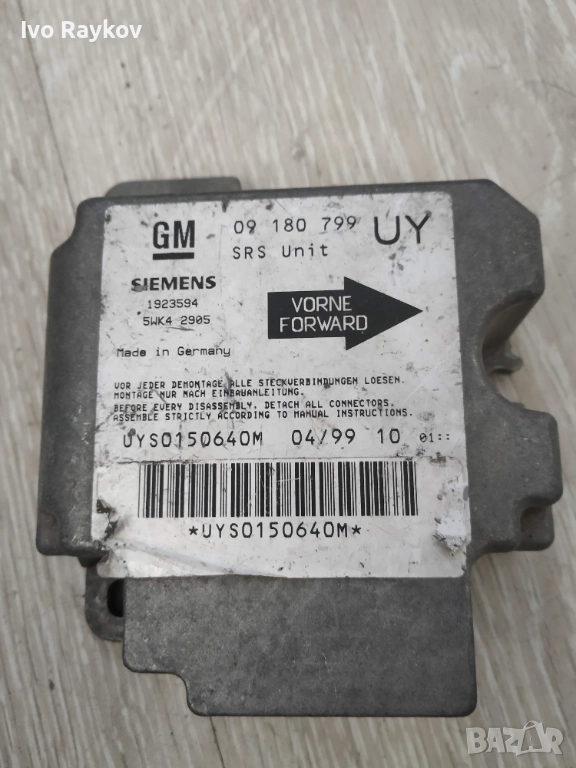 Ivo Raykov
GM 09 180 799 UY
SRS Unit
SIEMENS
1923594
5WK4 2905
VORNE
FORWARD
Made in Germany
VOR JEDER DEMONTAGE ALLE STECKVERBINDUNGEN LOESEN.
MONTAGE NUR NACH EINBAUANLEITUNG.
BEFORE EVERY DISASSEMBLY, DETACH ALL CONNECTORS.
ASSEMBLE STRICTLY ACCORDING TO MANUAL INSTRUCTIONS.
UYS0150640M 04/99 10 01::
*UYS0150640M*
BAZAR